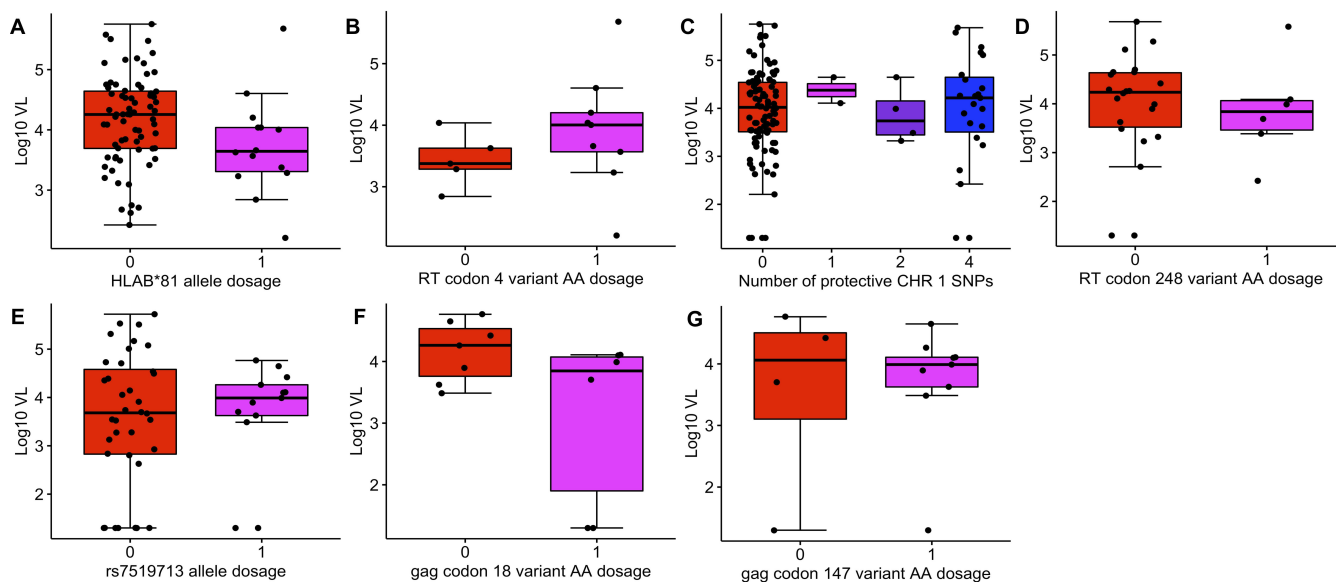 A
Log10 VL
5
4
3
0
1
HLAB*81 allele dosage
B
Log10 VL
5
4
3
0
1
RT codon 4 variant AA dosage
C
Log10 VL
5
4
3
2
0
1
2
4
Number of protective CHR 1 SNPs
D
Log10 VL
5
4
3
2
0
1
RT codon 248 variant AA dosage
E
Log10 VL
5
4
3
2
0
1
rs7519713 allele dosage
F
Log10 VL
4
3
2
0
1
gag codon 18 variant AA dosage
G
Log10 VL
4
3
2
0
1
gag codon 147 variant AA dosage